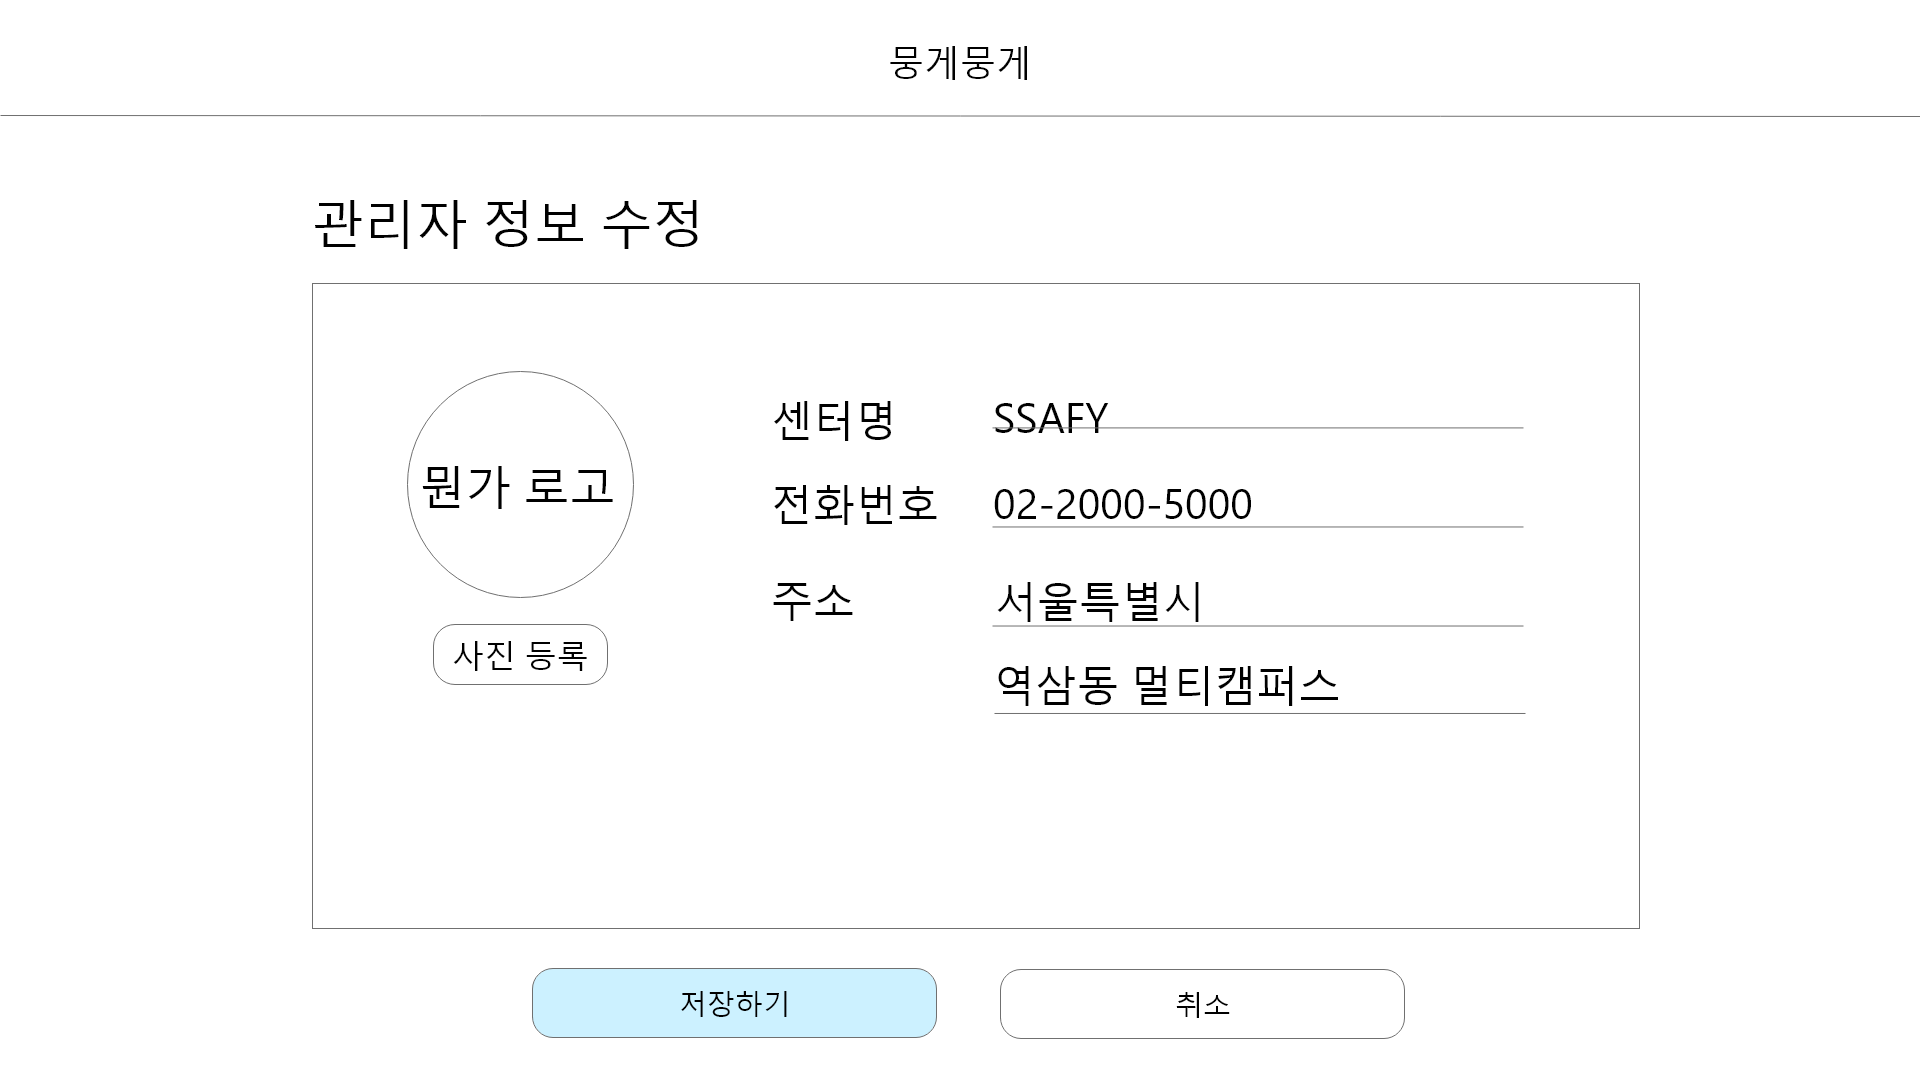 뭉게뭉게
관리자 정보 수정
뭔가 로고
사진 등록
센터명 SSAFY
전화번호 02-2000-5000
주소 서울특별시
역삼동 멀티캠퍼스
저장하기 취소